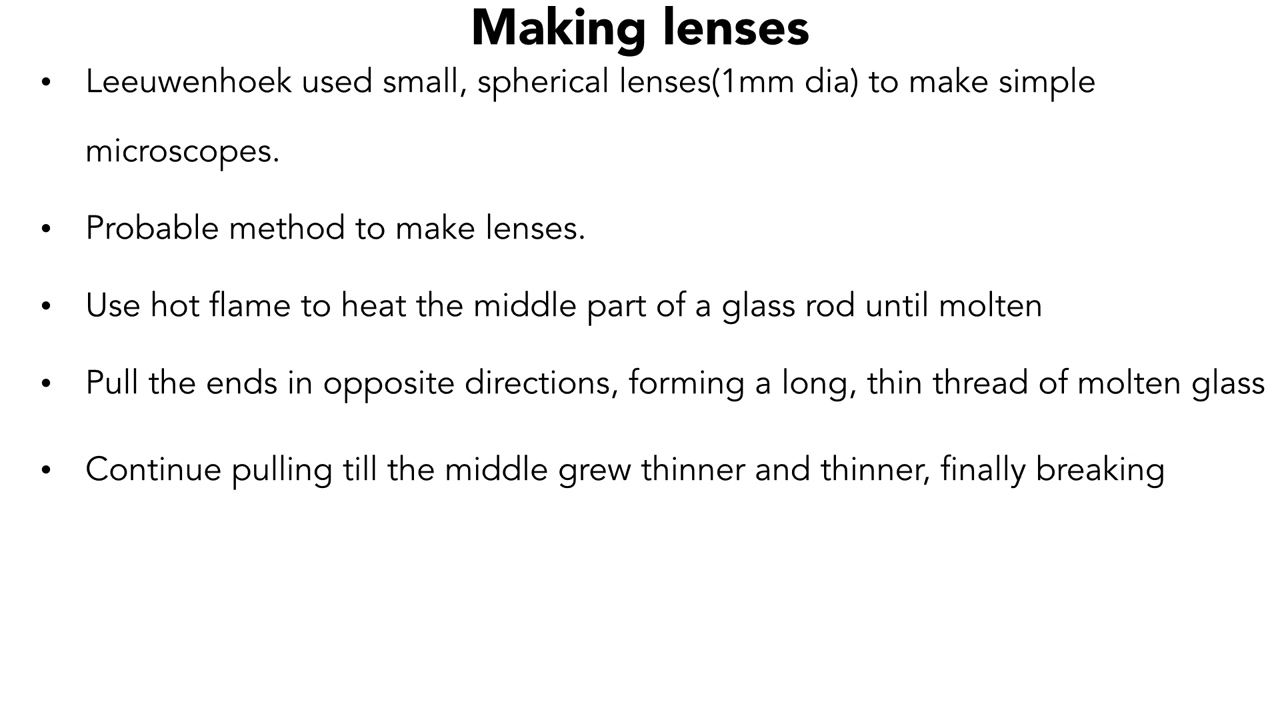 Making lenses
• Leeuwenhoek used small, spherical lenses(1mm dia) to make simple
microscopes.
• Probable method to make lenses.
• Use hot flame to heat the middle part of a glass rod until molten
• Pull the ends in opposite directions, forming a long, thin thread of molten glass
• Continue pulling till the middle grew thinner and thinner, finally breaking